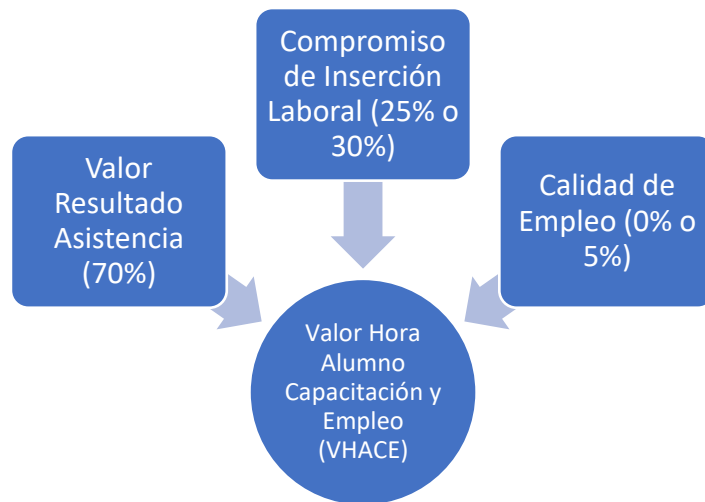 Compromiso
de Inserción
Laboral (25% o
30%)
Valor
Resultado
Asistencia
(70%)
Calidad de
Empleo (0% o
5%)
Valor Hora
Alumno
Capacitación y
Empleo
(VHACE)